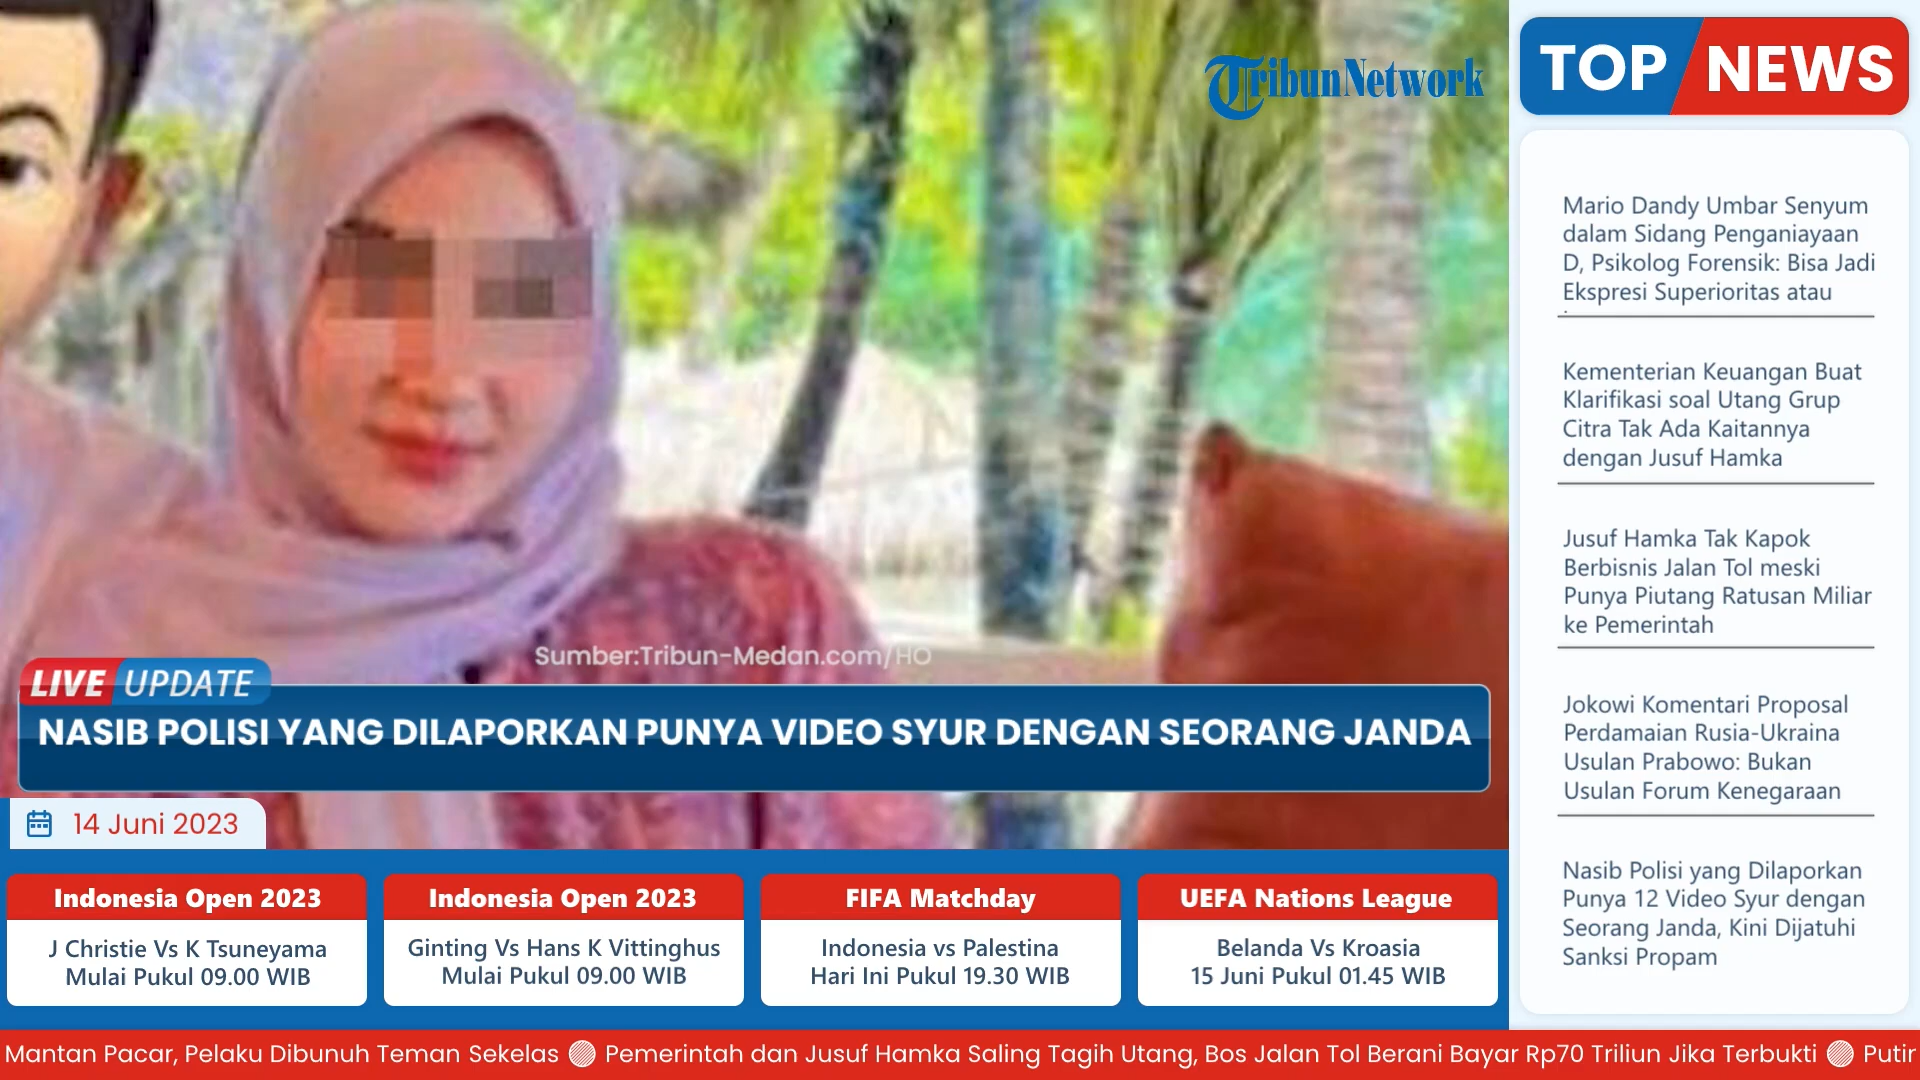 TribunNetwork
Sumber:Tribun-Medan.com/HO
LIVE UPDATE
NASIB POLISI YANG DILAPORKAN PUNYA VIDEO SYUR DENGAN SEORANG JANDA
14 Juni 2023
Indonesia Open 2023
J Christie Vs K Tsuneyama
Mulai Pukul 09.00 WIB
Indonesia Open 2023
Ginting Vs Hans K Vittinghus
Mulai Pukul 09.00 WIB
FIFA Matchday
Indonesia vs Palestina
Hari Ini Pukul 19.30 WIB
UEFA Nations League
Belanda Vs Kroasia
15 Juni Pukul 01.45 WIB
TOP NEWS
Mario Dandy Umbar Senyum
dalam Sidang Penganiayaan
D, Psikolog Forensik: Bisa Jadi
Ekspresi Superioritas atau
Kementerian Keuangan Buat
Klarifikasi soal Utang Grup
Citra Tak Ada Kaitannya
dengan Jusuf Hamka
Jusuf Hamka Tak Kapok
Berbisnis Jalan Tol meski
Punya Piutang Ratusan Miliar
ke Pemerintah
Jokowi Komentari Proposal
Perdamaian Rusia-Ukraina
Usulan Prabowo: Bukan
Usulan Forum Kenegaraan
Nasib Polisi yang Dilaporkan
Punya 12 Video Syur dengan
Seorang Janda, Kini Dijatuhi
Sanksi Propam
Mantan Pacar, Pelaku Dibunuh Teman Sekelas Pemerintah dan Jusuf Hamka Saling Tagih Utang, Bos Jalan Tol Berani Bayar Rp70 Triliun Jika Terbukti Putir